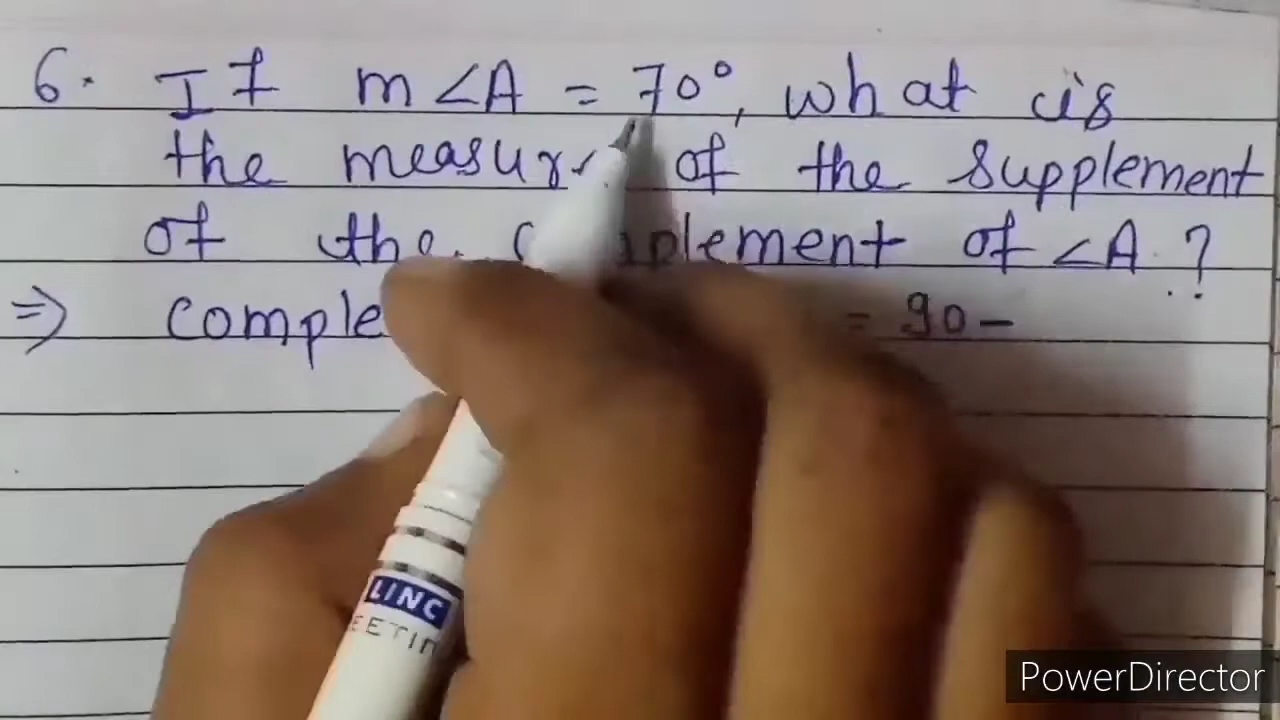 6. If m∠A = 70°, what is
the measure of the supplement
of the complement of ∠A ?
⇒ comple = 90 -
LINC
PowerDirector